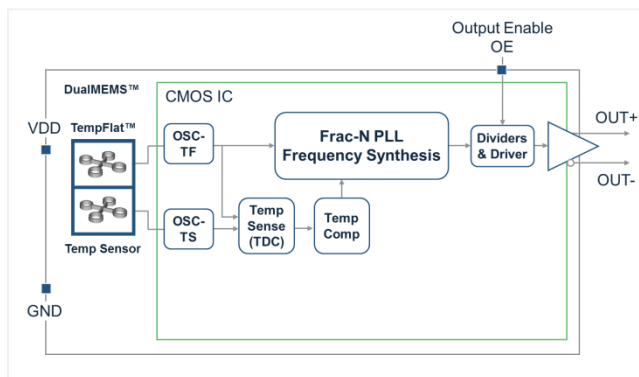 Output Enable
OE
DualMEMS™
CMOS IC
VDD
TempFlat™
OSC-
TF
Frac-N PLL
Frequency Synthesis
Dividers
& Driver
OUT+
OUT-
Temp Sensor
OSC-
TS
Temp
Sense
(TDC)
Temp
Comp
GND